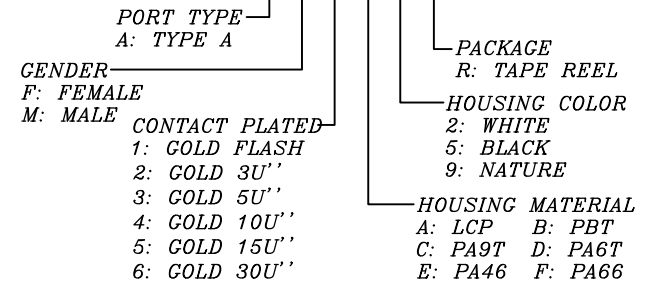 PORT TYPE
A: TYPE A
GENDER
F: FEMALE
M: MALE
CONTACT PLATED
1: GOLD FLASH
2: GOLD 3U''
3: GOLD 5U''
4: GOLD 10U''
5: GOLD 15U''
6: GOLD 30U''
PACKAGE
R: TAPE REEL
HOUSING COLOR
2: WHITE
5: BLACK
9: NATURE
HOUSING MATERIAL
A: LCP B: PBT
C: PA9T D: PA6T
E: PA46 F: PA66